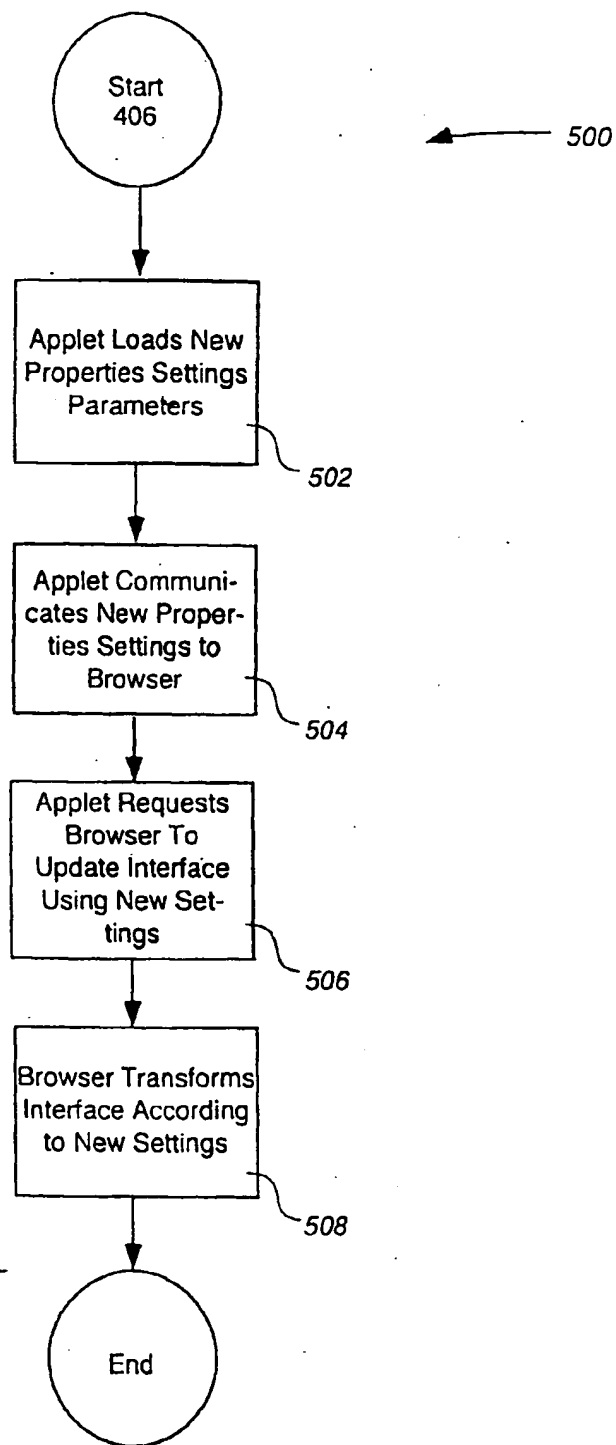 Start
406
500
Applet Loads New
Properties Settings
Parameters
502
Applet Communi-
cates New Proper-
ties Settings to
Browser
504
Applet Requests
Browser To
Update Interface
Using New Set-
tings
506
Browser Transforms
Interface According
to New Settings
508
End